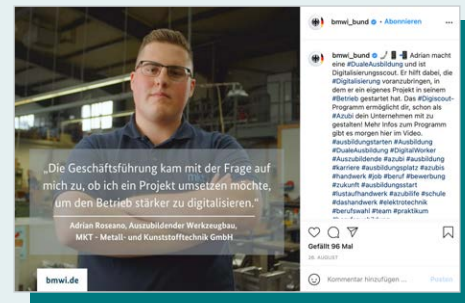 „Die Geschäftsführung kam mit der Frage auf
mich zu, ob ich ein Projekt umsetzen möchte,
um den Betrieb stärker zu digitalisieren.“
Adrian Roseano, Auszubildender Werkzeugbau,
MKT - Metall- und Kunststofftechnik GmbH
bmwi.de
bmwi_bund • Abonnieren
bmwi_bund Adrian macht
eine #DualeAusbildung und ist
Digitalisierungsscout. Er hilft dabei, die
#Digitalisierung voranzubringen, in
dem er ein eigenes Projekt in seinem
#Betrieb gestartet hat. Das #Digiscout-
Programm ermöglicht dir, schon als
#Azubi dein Unternehmen mit zu
gestalten! Mehr Infos zum Programm
gibt es morgen hier im Video.
#ausbildungstarten #Ausbildung
#DualeAusbildung #DigitalWorker
#Auszubildende #azubi #ausbildung
#karriere #ausbildungsplatz #azubis
#handwerk #job #beruf #bewerbung
#zukunft #ausbildungsstart
#lustaufhandwerk #azubilife #schule
#dashandwerk #elektrotechnik
#berufswahl #team #praktikum
Gefällt 96 Mal
26. AUGUST
Kommentar hinzufügen ...
Posten